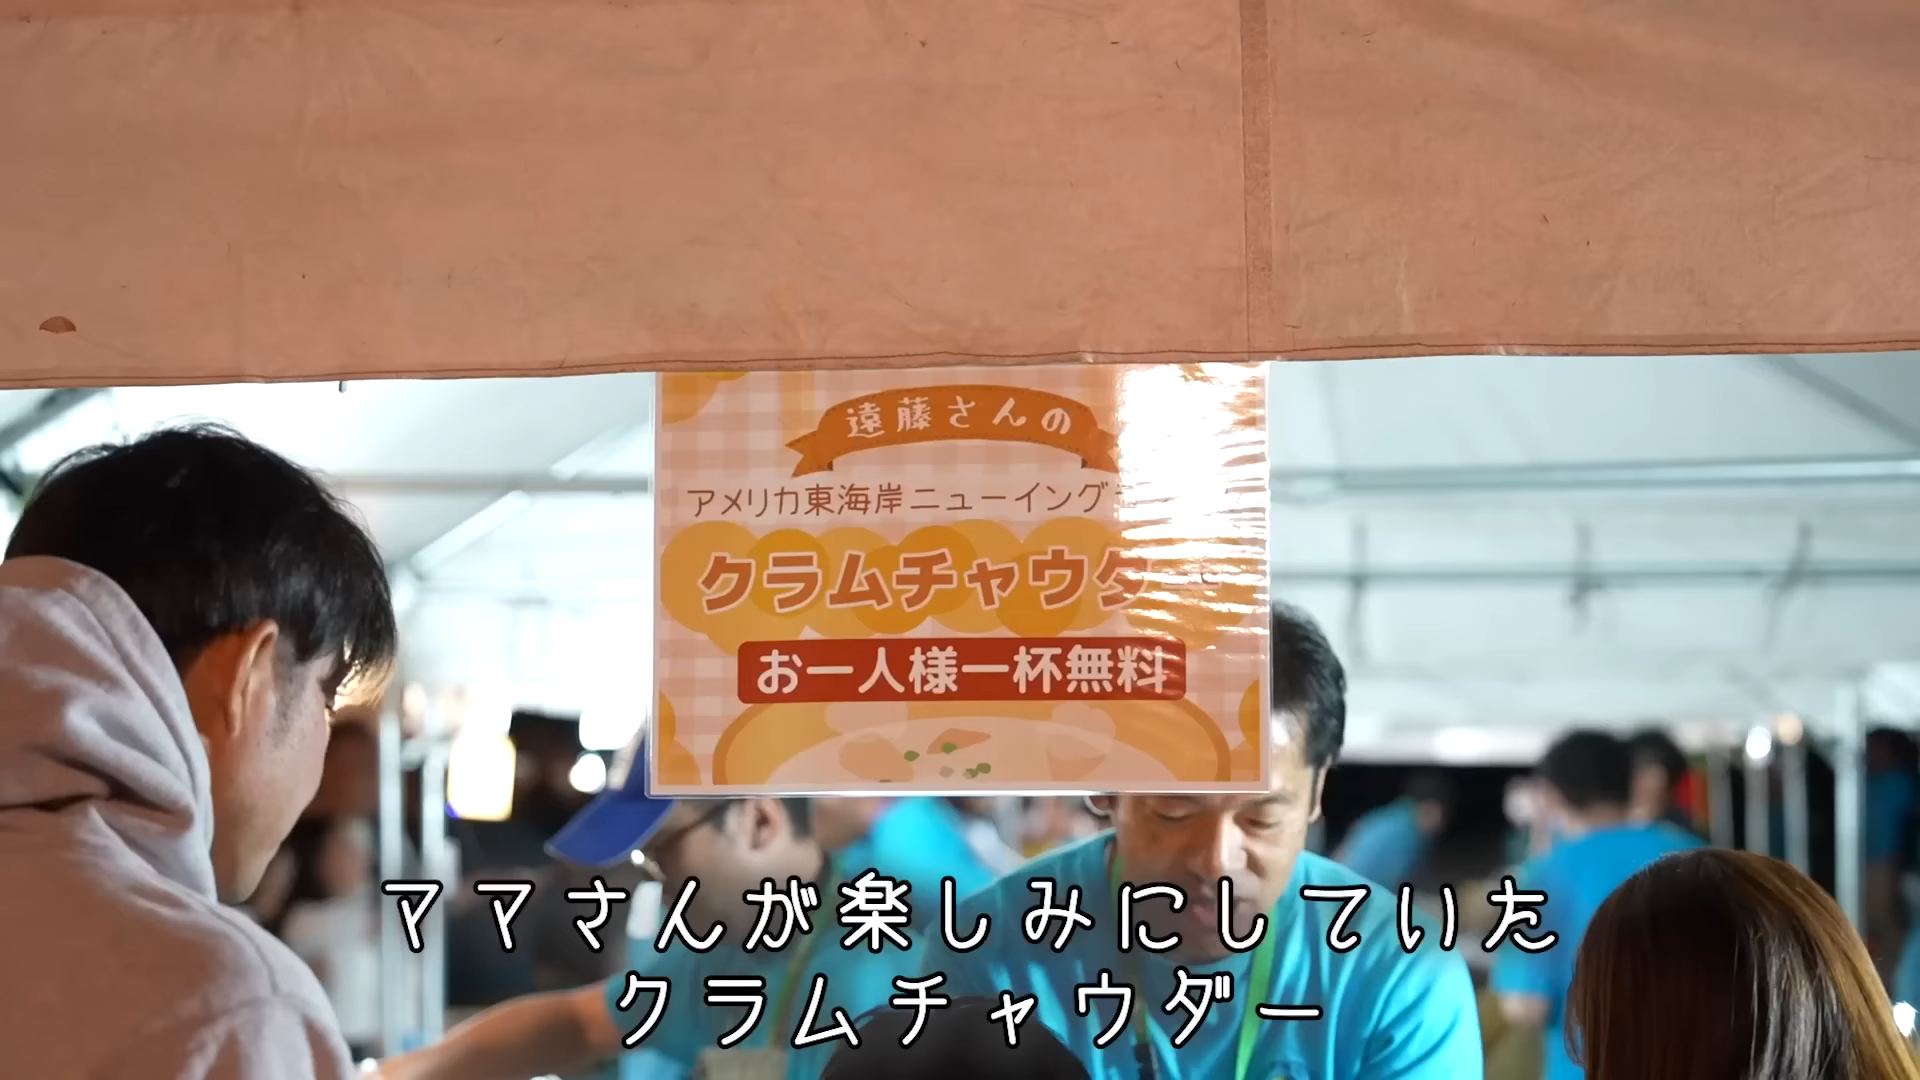 遠藤さんの
アメリカ東海岸ニューイング
クラムチャウダー
お一人様一杯無料
ママさんが楽しみにしていた
クラムチャウダー